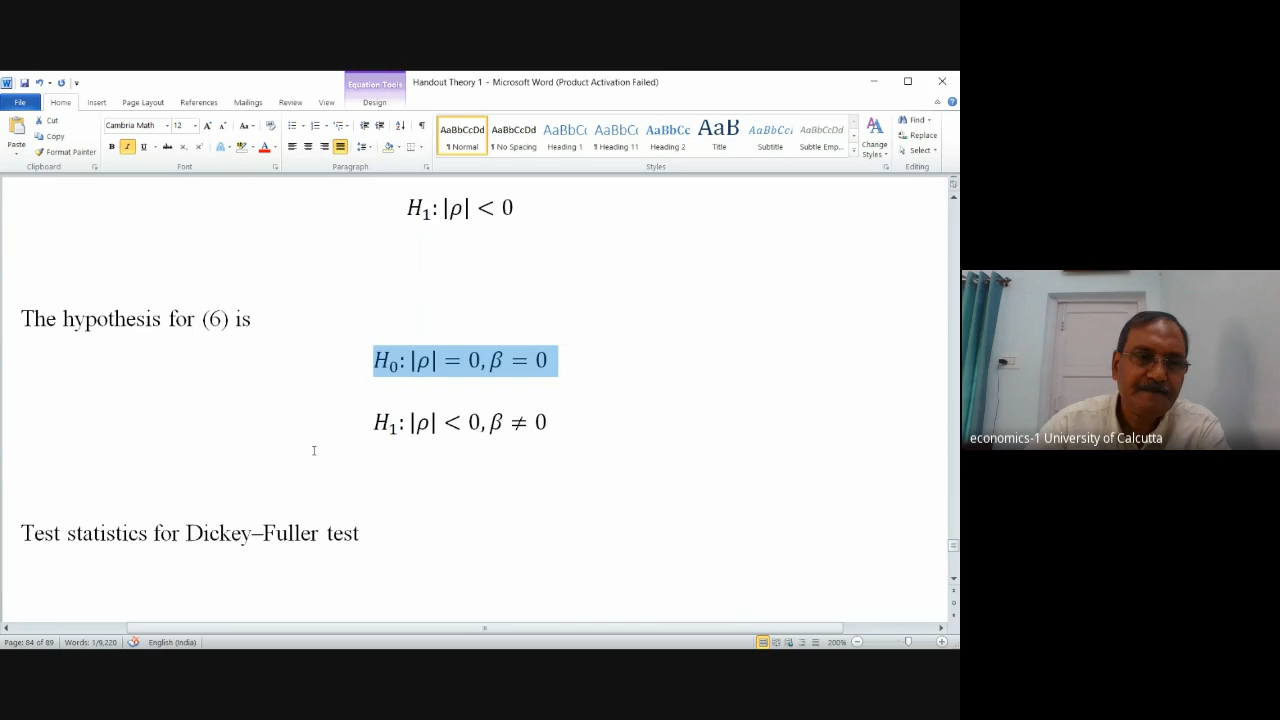 Equation Tools
Handout Theory 1 - Microsoft Word (Product Activation Failed)
File Home Insert Page Layout References Mailings Review View Design
Paste
Cut
Copy
Format Painter
Cambria Math 12
AaBbCcDd AaBbCcDd AaBbCc AaBbCc AaBbCc AaB AaBbCc AaBbCcDd
¶ Normal ¶ No Spacing Heading 1 ¶ Heading 11 Heading 2 Title Subtitle Subtle Emp...
Change Styles
Find
Replace
Select
Clipboard Font Paragraph Styles Editing
H₁: |ρ| < 0
The hypothesis for (6) is
H₀: |ρ| = 0, β = 0
H₁: |ρ| < 0, β ≠ 0
Test statistics for Dickey–Fuller test
economics-1 University of Calcutta
Page: 84 of 89 Words: 1/9,220 English (India) 200%